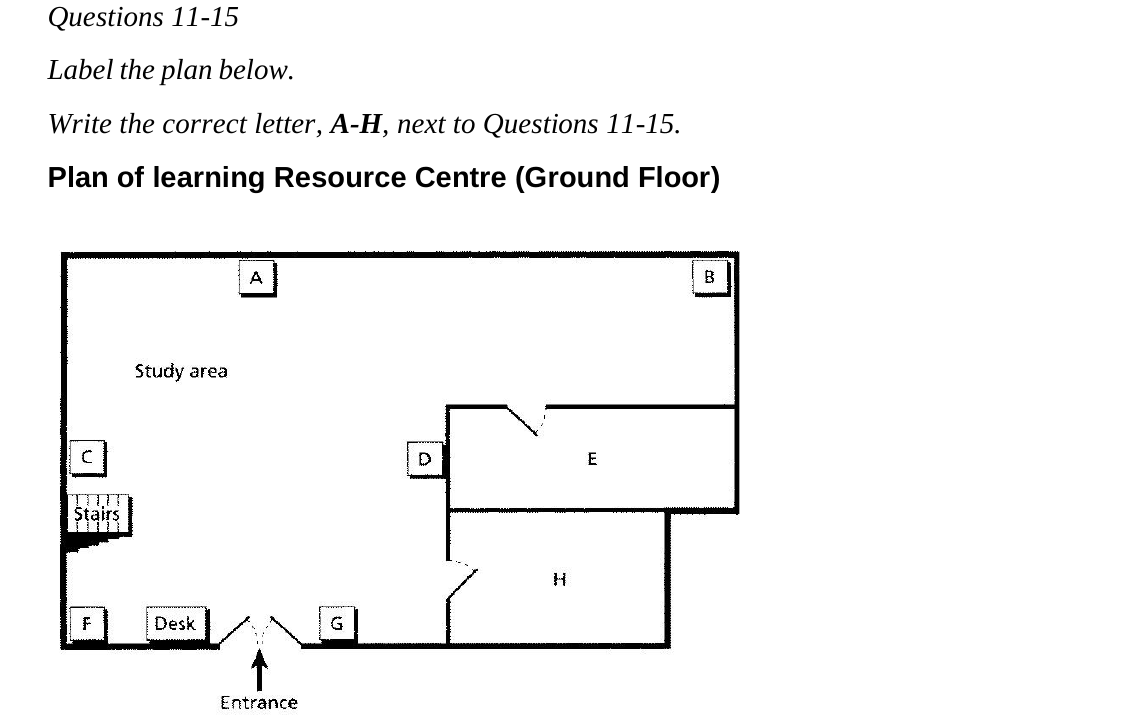 Questions 11-15
Label the plan below.
Write the correct letter, A-H, next to Questions 11-15.
Plan of learning Resource Centre (Ground Floor)
A
B
Study area
C
D
E
Stairs
H
F
Desk
G
Entrance